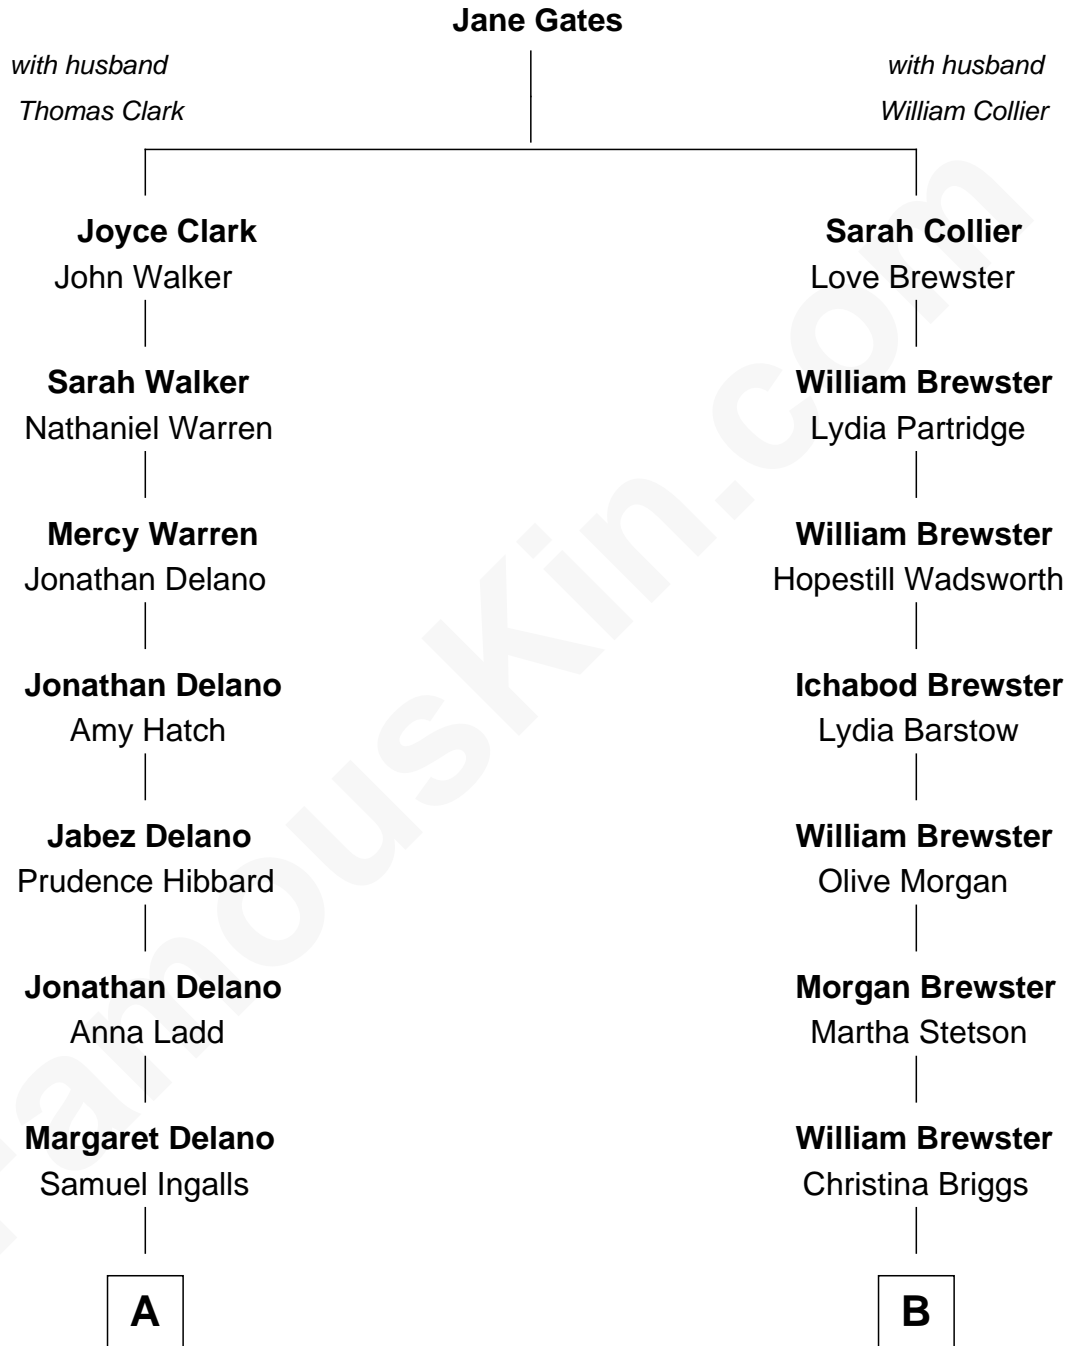 Jane Gates
with husband
Thomas Clark
with husband
William Collier
Joyce Clark
John Walker
Sarah Collier
Love Brewster
Sarah Walker
Nathaniel Warren
William Brewster
Lydia Partridge
Mercy Warren
Jonathan Delano
William Brewster
Hopestill Wadsworth
Jonathan Delano
Amy Hatch
Ichabod Brewster
Lydia Barstow
Jabez Delano
Prudence Hibbard
William Brewster
Olive Morgan
Jonathan Delano
Anna Ladd
Morgan Brewster
Martha Stetson
Margaret Delano
Samuel Ingalls
William Brewster
Christina Briggs
A
B
FamousKin.com